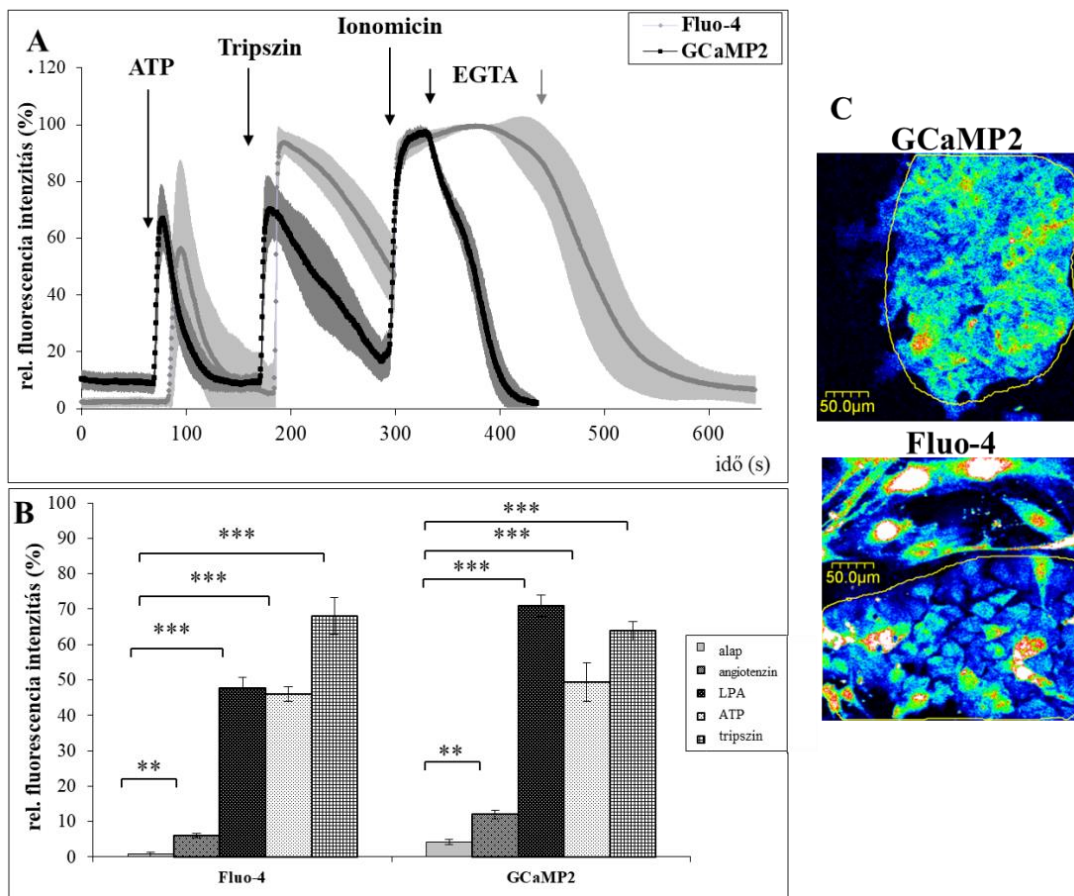 A
Fluo-4
GCaMP2
ATP
Tripszin
Ionomicin
EGTA
rel. fluorescencia intenzitás (%)
120
100
80
60
40
20
0
0 100 200 300 400 500 600
idő (s)
B
rel. fluorescencia intenzitás (%)
100
90
80
70
60
50
40
30
20
10
0
** *** *** ***
** *** *** ***
Fluo-4 GCaMP2
alap
angiotenzin
LPA
ATP
tripszin
C
GCaMP2
50.0µm
Fluo-4
50.0µm